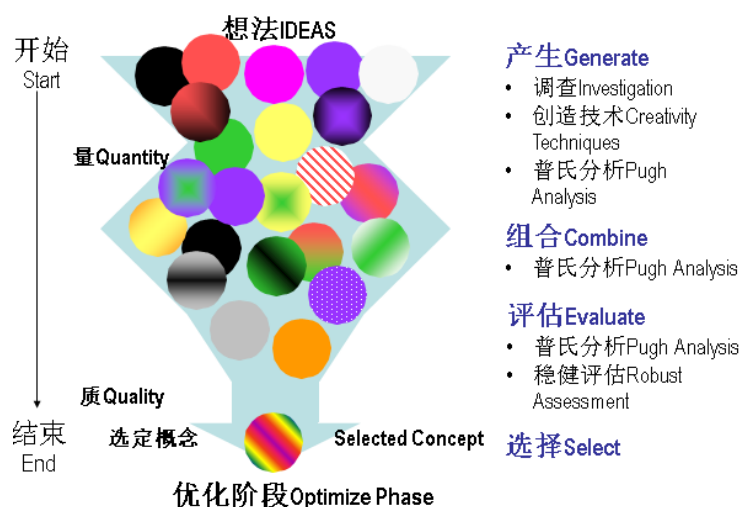 想法IDEAS
开始
Start
量Quantity
质Quality
结束
End
选定概念
Selected Concept
优化阶段Optimize Phase
产生Generate
• 调查Investigation
• 创造技术Creativity
Techniques
• 普氏分析Pugh
Analysis
组合Combine
• 普氏分析Pugh Analysis
评估Evaluate
• 普氏分析Pugh Analysis
• 稳健评估Robust
Assessment
选择Select